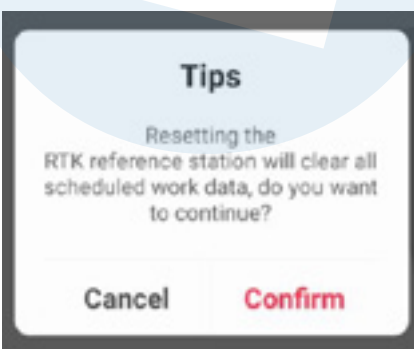 Tips
Resetting the
RTK reference station will clear all
scheduled work data, do you want
to continue?
Cancel Confirm